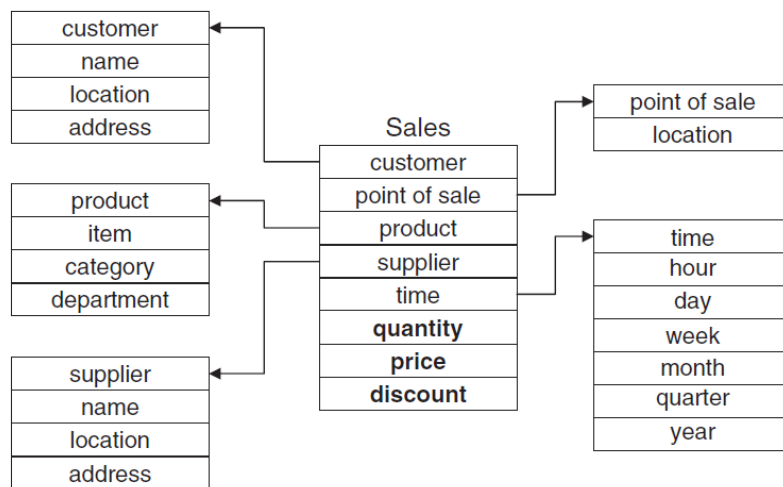 customer
name
location
address
product
item
category
department
supplier
name
location
address
Sales
customer
point of sale
product
supplier
time
quantity
price
discount
point of sale
location
time
hour
day
week
month
quarter
year